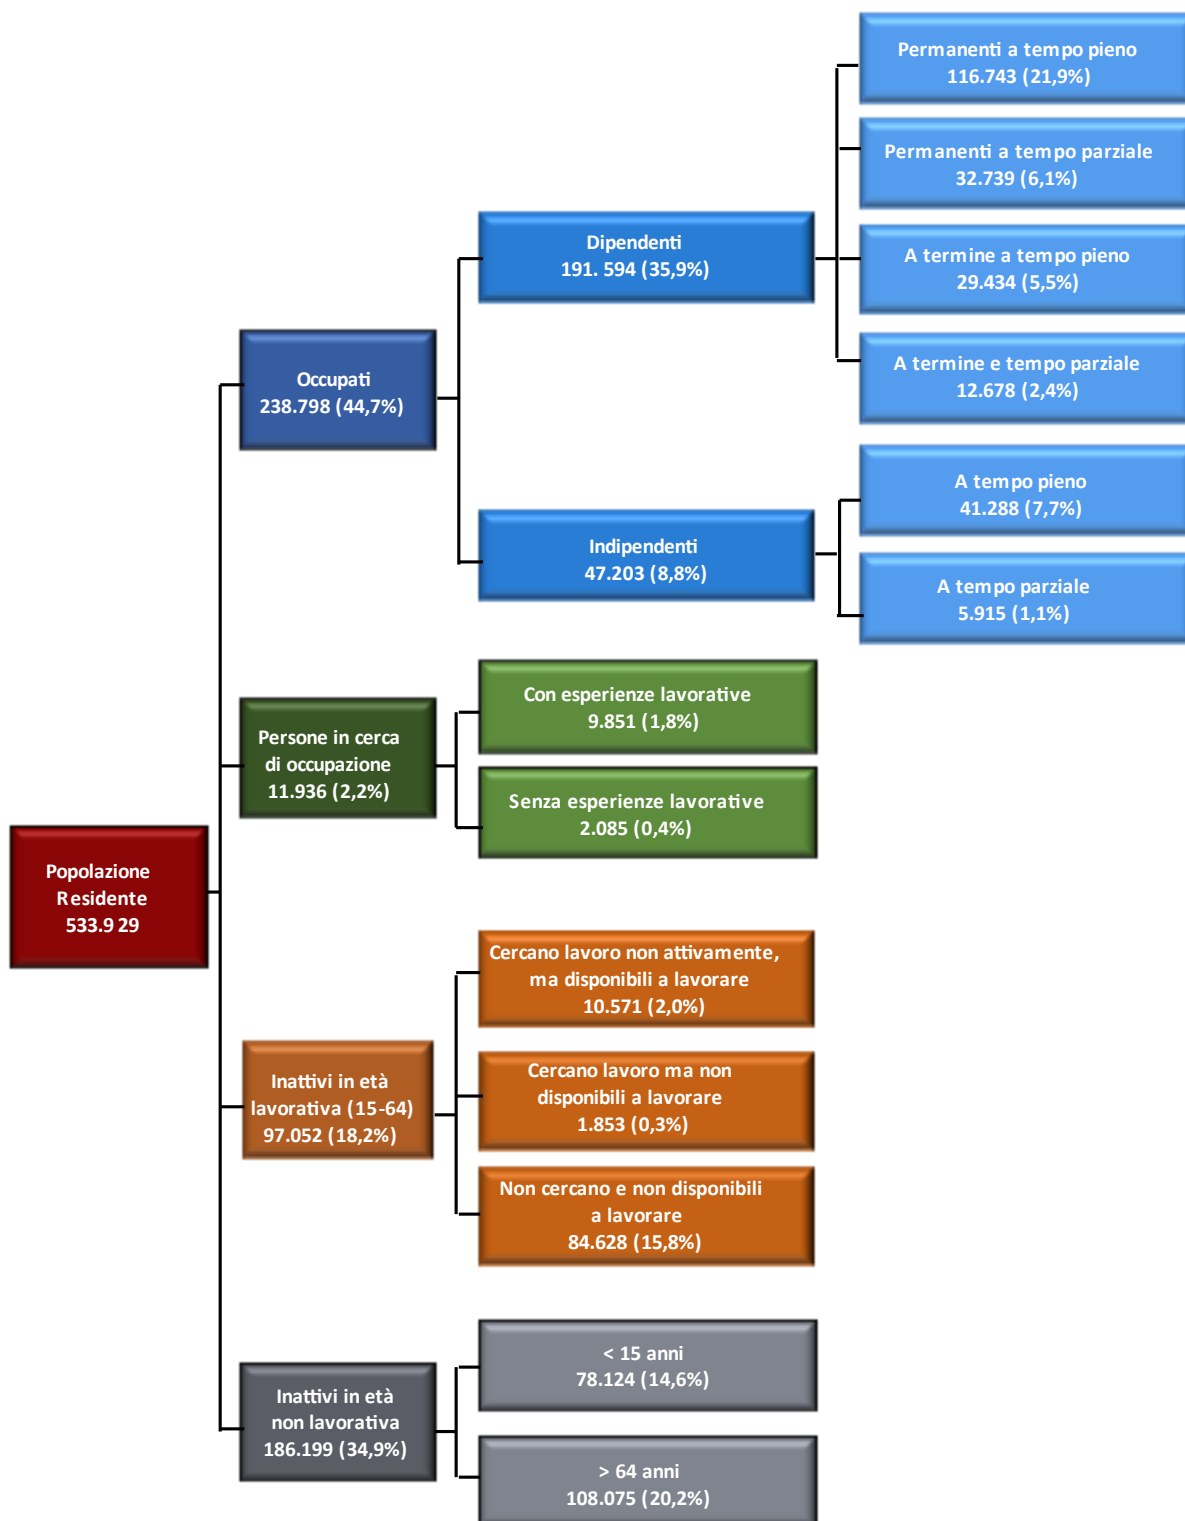 Popolazione
Residente
533.9 29
Occupati
238.798 (44,7%)
Dipendenti
191. 594 (35,9%)
Permanenti a tempo pieno
116.743 (21,9%)
Permanenti a tempo parziale
32.739 (6,1%)
A termine a tempo pieno
29.434 (5,5%)
A termine e tempo parziale
12.678 (2,4%)
Indipendenti
47.203 (8,8%)
A tempo pieno
41.288 (7,7%)
A tempo parziale
5.915 (1,1%)
Persone in cerca
di occupazione
11.936 (2,2%)
Con esperienze lavorative
9.851 (1,8%)
Senza esperienze lavorative
2.085 (0,4%)
Inattivi in età
lavorativa (15-64)
97.052 (18,2%)
Cercano lavoro non attivamente,
ma disponibili a lavorare
10.571 (2,0%)
Cercano lavoro ma non
disponibili a lavorare
1.853 (0,3%)
Non cercano e non disponibili
a lavorare
84.628 (15,8%)
Inattivi in età
non lavorativa
186.199 (34,9%)
< 15 anni
78.124 (14,6%)
> 64 anni
108.075 (20,2%)